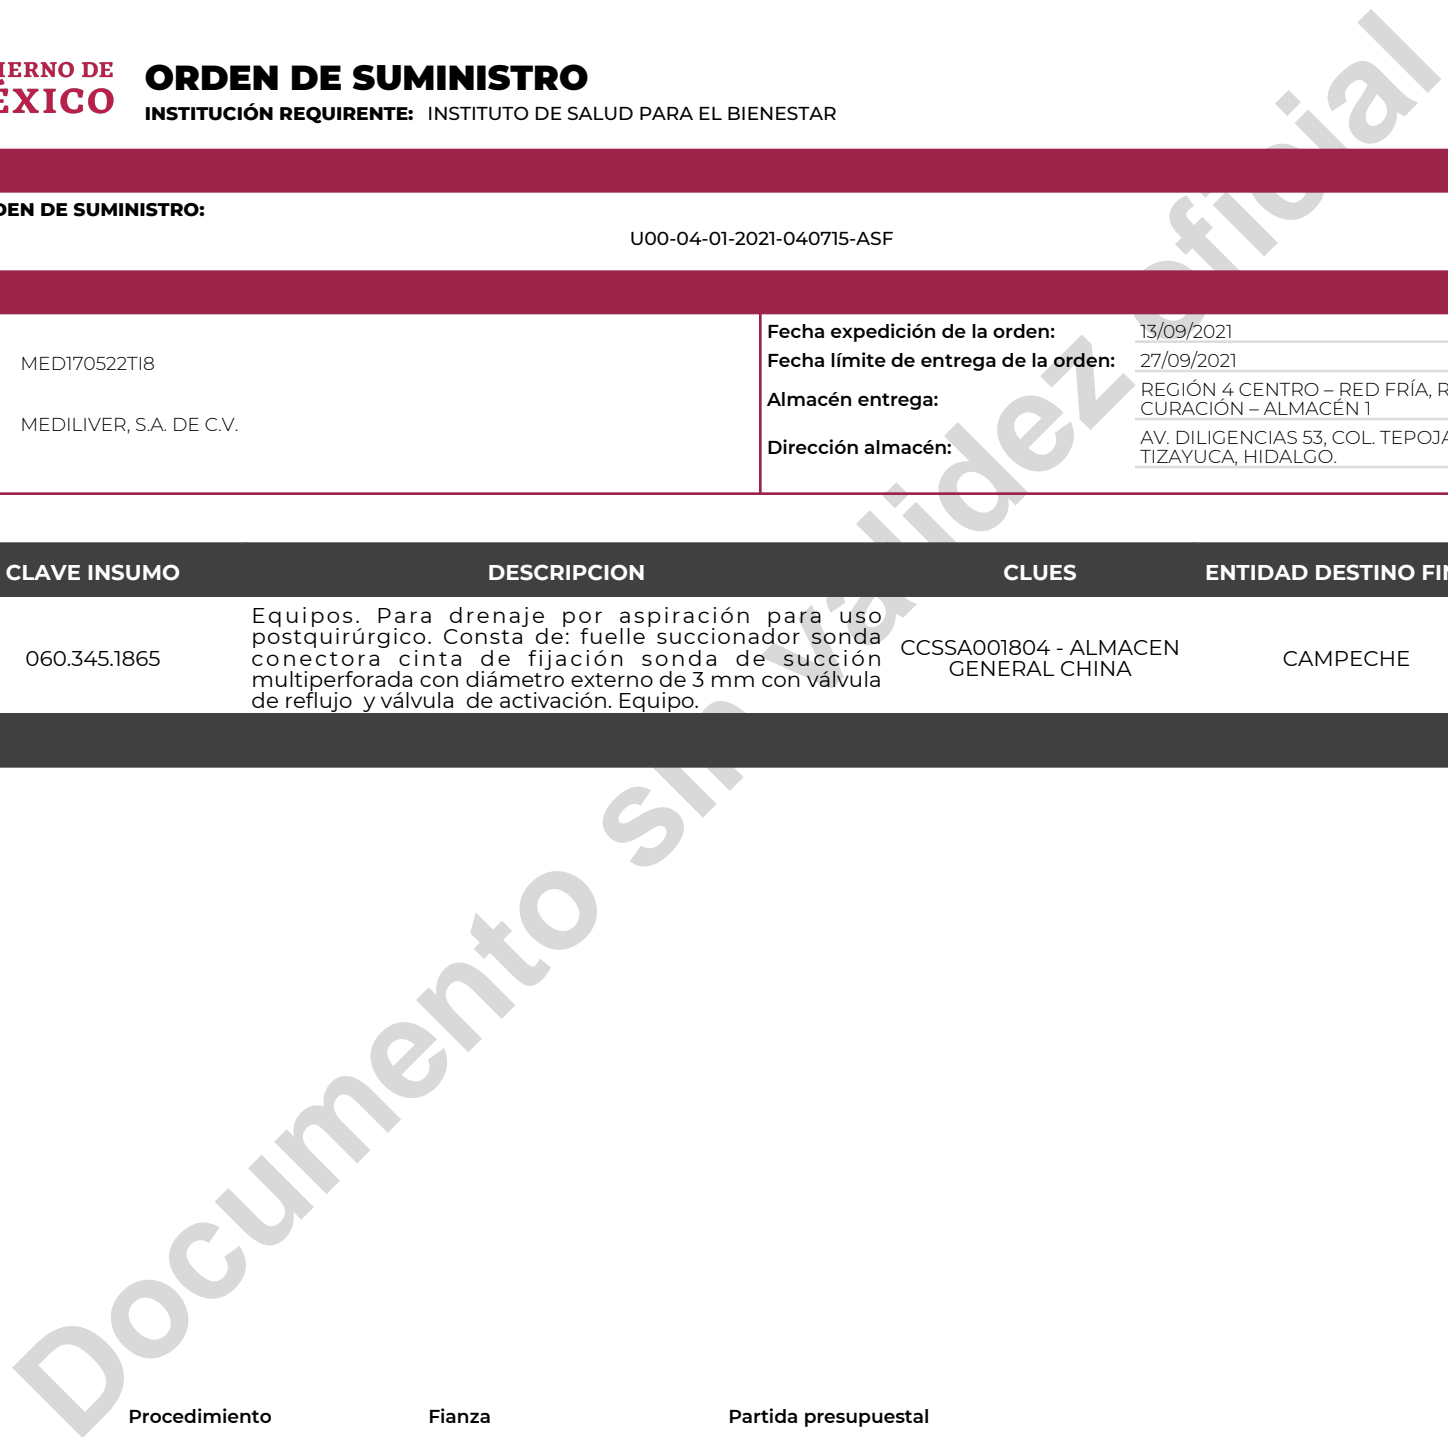 IERNO DE
ÉXICO
ORDEN DE SUMINISTRO
INSTITUCIÓN REQUIRENTE: INSTITUTO DE SALUD PARA EL BIENESTAR
DEN DE SUMINISTRO:
U00-04-01-2021-040715-ASF
MED170522TI8
MEDILIVER, S.A. DE C.V.
Fecha expedición de la orden: 13/09/2021
Fecha límite de entrega de la orden: 27/09/2021
Almacén entrega: REGIÓN 4 CENTRO – RED FRÍA, R
CURACIÓN – ALMACÉN 1
Dirección almacén: AV. DILIGENCIAS 53, COL. TEPOJA
TIZAYUCA, HIDALGO.
CLAVE INSUMO DESCRIPCION CLUES ENTIDAD DESTINO FIN
060.345.1865
Equipos. Para drenaje por aspiración para uso
postquirúrgico. Consta de: fuelle succionador sonda
conectora cinta de fijación sonda de succión
multiperforada con diámetro externo de 3 mm con válvula
de reflujo y válvula de activación. Equipo.
CCSSA001804 - ALMACEN
GENERAL CHINA
CAMPECHE
Documento sin validez oficial
Procedimiento Fianza Partida presupuestal